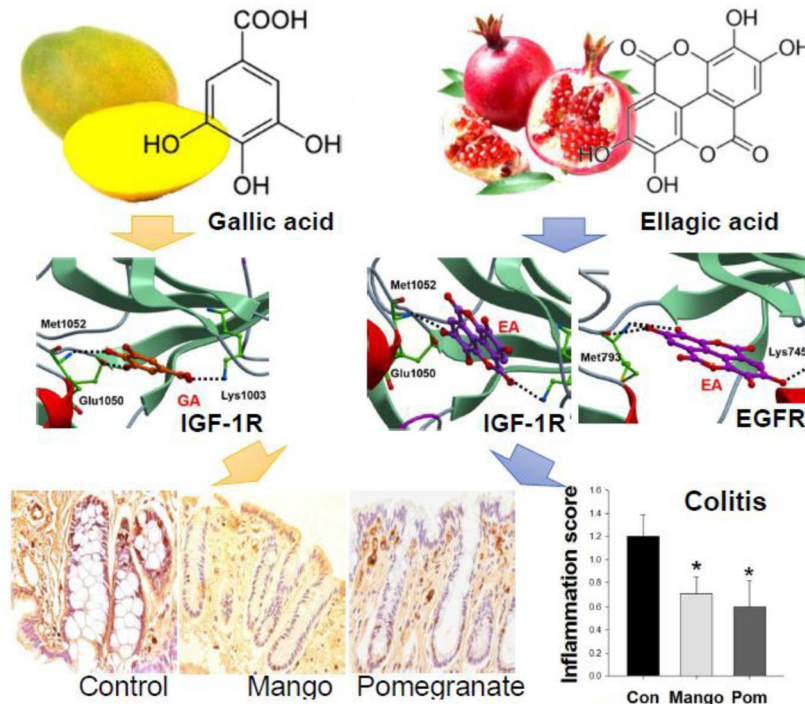 COOH
HO
OH
OH
Gallic acid
O
O
OH
OH
HO
OH
O
O
Ellagic acid
Met1052
Glu1050
GA
Lys1003
IGF-1R
Met1052
EA
Glu1050
IGF-1R
Met793
EA
Lys745
EGFR
Control
Mango
Pomegranate
Colitis
Inflammation score
1.6
1.4
1.2
1.0
0.8
0.6
0.4
0.2
0.0
*
*
Con Mango Pom